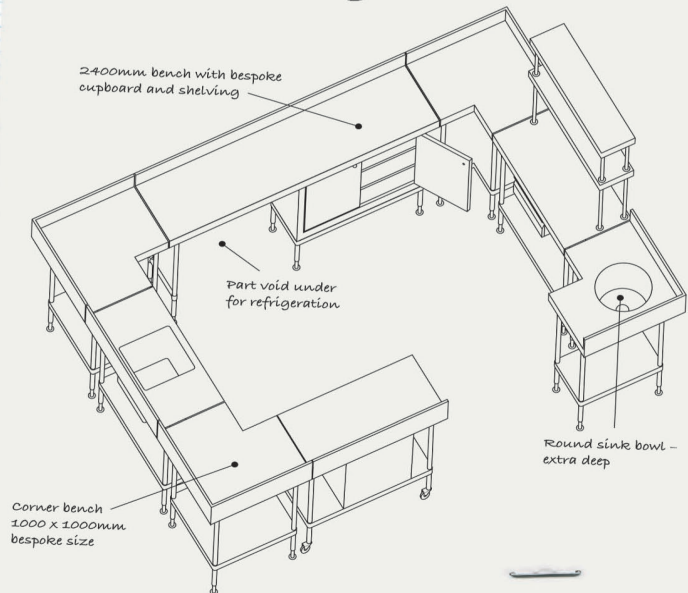 2400mm bench with bespoke
cupboard and shelving
Part void under
for refrigeration
Round sink bowl –
extra deep
Corner bench
1000 x 1000mm
bespoke size